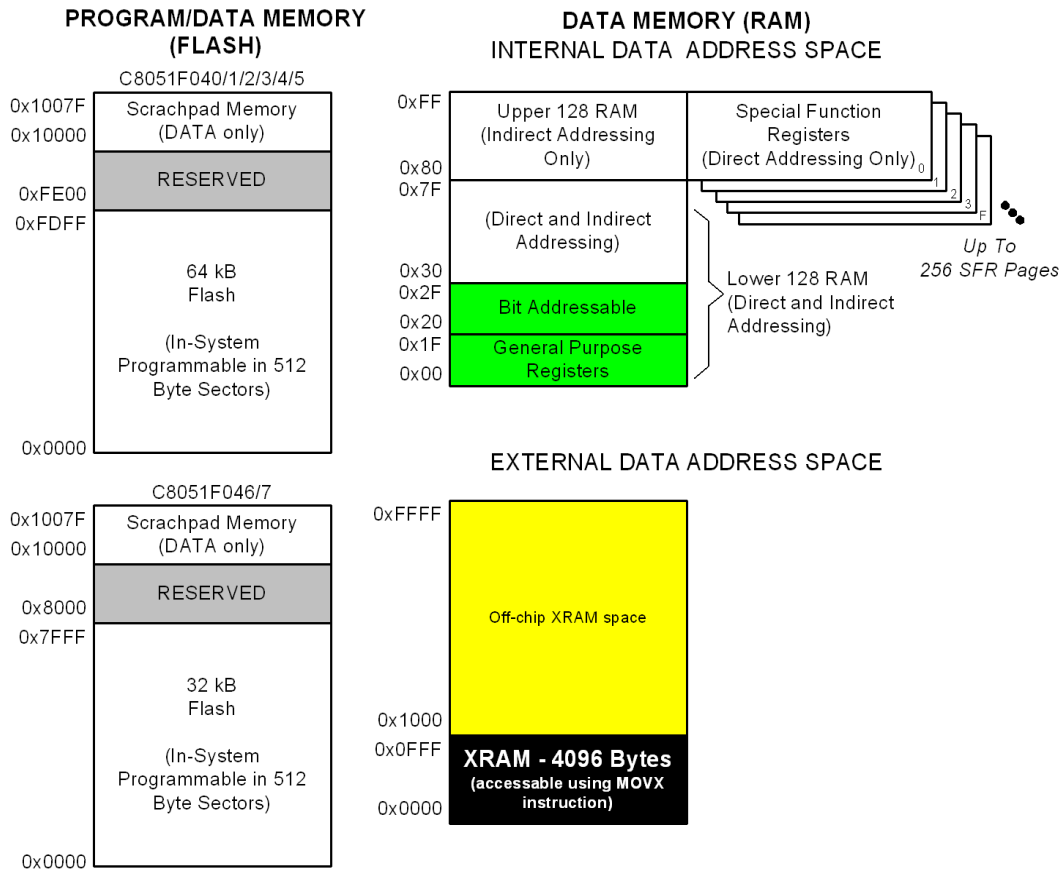 PROGRAM/DATA MEMORY
(FLASH)
C8051F040/1/2/3/4/5
0x1007F
0x10000
Scrachpad Memory
(DATA only)
RESERVED
0xFE00
0xFDFF
64 kB
Flash
(In-System
Programmable in 512
Byte Sectors)
0x0000
C8051F046/7
0x1007F
0x10000
Scrachpad Memory
(DATA only)
RESERVED
0x8000
0x7FFF
32 kB
Flash
(In-System
Programmable in 512
Byte Sectors)
0x0000
DATA MEMORY (RAM)
INTERNAL DATA ADDRESS SPACE
0xFF
Upper 128 RAM
(Indirect Addressing
Only)
0x80
Special Function
Registers
(Direct Addressing Only)
0
1
2
3
F
Up To
256 SFR Pages
0x7F
(Direct and Indirect
Addressing)
0x30
0x2F
Bit Addressable
0x20
0x1F
General Purpose
Registers
0x00
Lower 128 RAM
(Direct and Indirect
Addressing)
EXTERNAL DATA ADDRESS SPACE
0xFFFF
Off-chip XRAM space
0x1000
0x0FFF
XRAM - 4096 Bytes
(accessable using MOVX
instruction)
0x0000